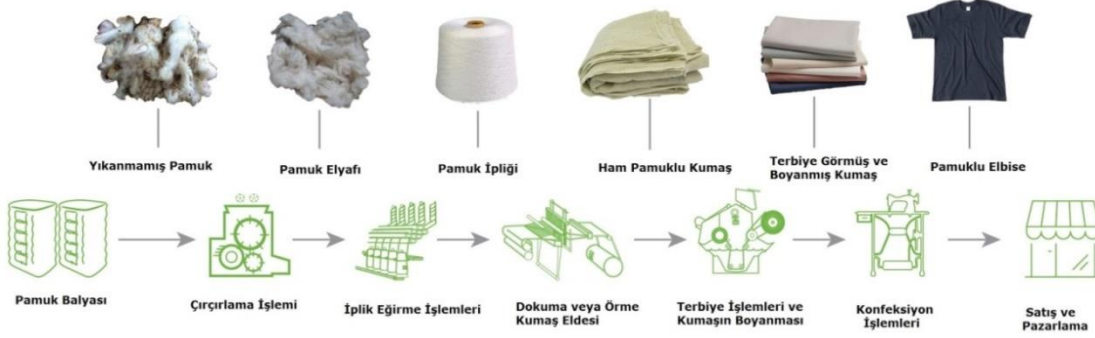 Yıkanmamış Pamuk
Pamuk Elyafı
Pamuk İpliği
Ham Pamuklu Kumaş
Terbiye Görmüş ve
Boyanmış Kumaş
Pamuklu Elbise
Pamuk Balyası
Çırçırlama İşlemi
İplik Eğirme İşlemleri
Dokuma veya Örme
Kumaş Eldesi
Terbiye İşlemleri ve
Kumaşın Boyanması
Konfeksiyon
İşlemleri
Satış ve
Pazarlama